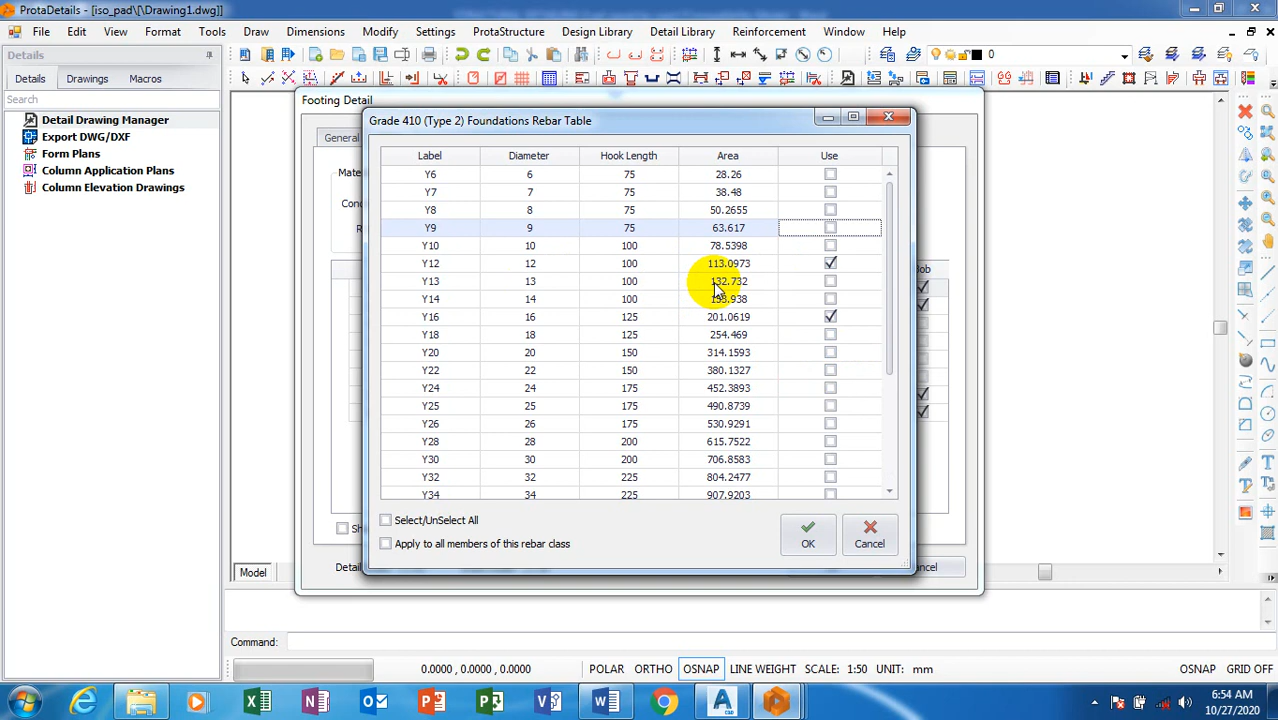 ProtaDetails - [iso_pad\[\Drawing1.dwg]]
File Edit View Format Tools Draw Dimensions Modify Settings ProtaStructure Design Library Detail Library Reinforcement Window Help
Details
0
Details Drawings Macros
Search
Detail Drawing Manager
Export DWG/DXF
Form Plans
Column Application Plans
Column Elevation Drawings
Footing Detail
General
Grade 410 (Type 2) Foundations Rebar Table
Label Diameter Hook Length Area Use
Y6 6 75 28.26
Y7 7 75 38.48
Y8 8 75 50.2655
Y9 9 75 63.617
Y10 10 100 78.5398
Y12 12 100 113.0973
Y13 13 100 132.732
Y14 14 100 153.938
Y16 16 125 201.0619
Y18 18 125 254.469
Y20 20 150 314.1593
Y22 22 150 380.1327
Y24 24 175 452.3893
Y25 25 175 490.8739
Y26 26 175 530.9291
Y28 28 200 615.7522
Y30 30 200 706.8583
Y32 32 225 804.2477
Y34 34 225 907.9203
Select/UnSelect All
Apply to all members of this rebar class
OK Cancel
Model
Command:
0.0000 , 0.0000 , 0.0000 POLAR ORTHO OSNAP LINE WEIGHT SCALE: 1:50 UNIT: mm OSNAP GRID OFF
6:54 AM
10/27/2020